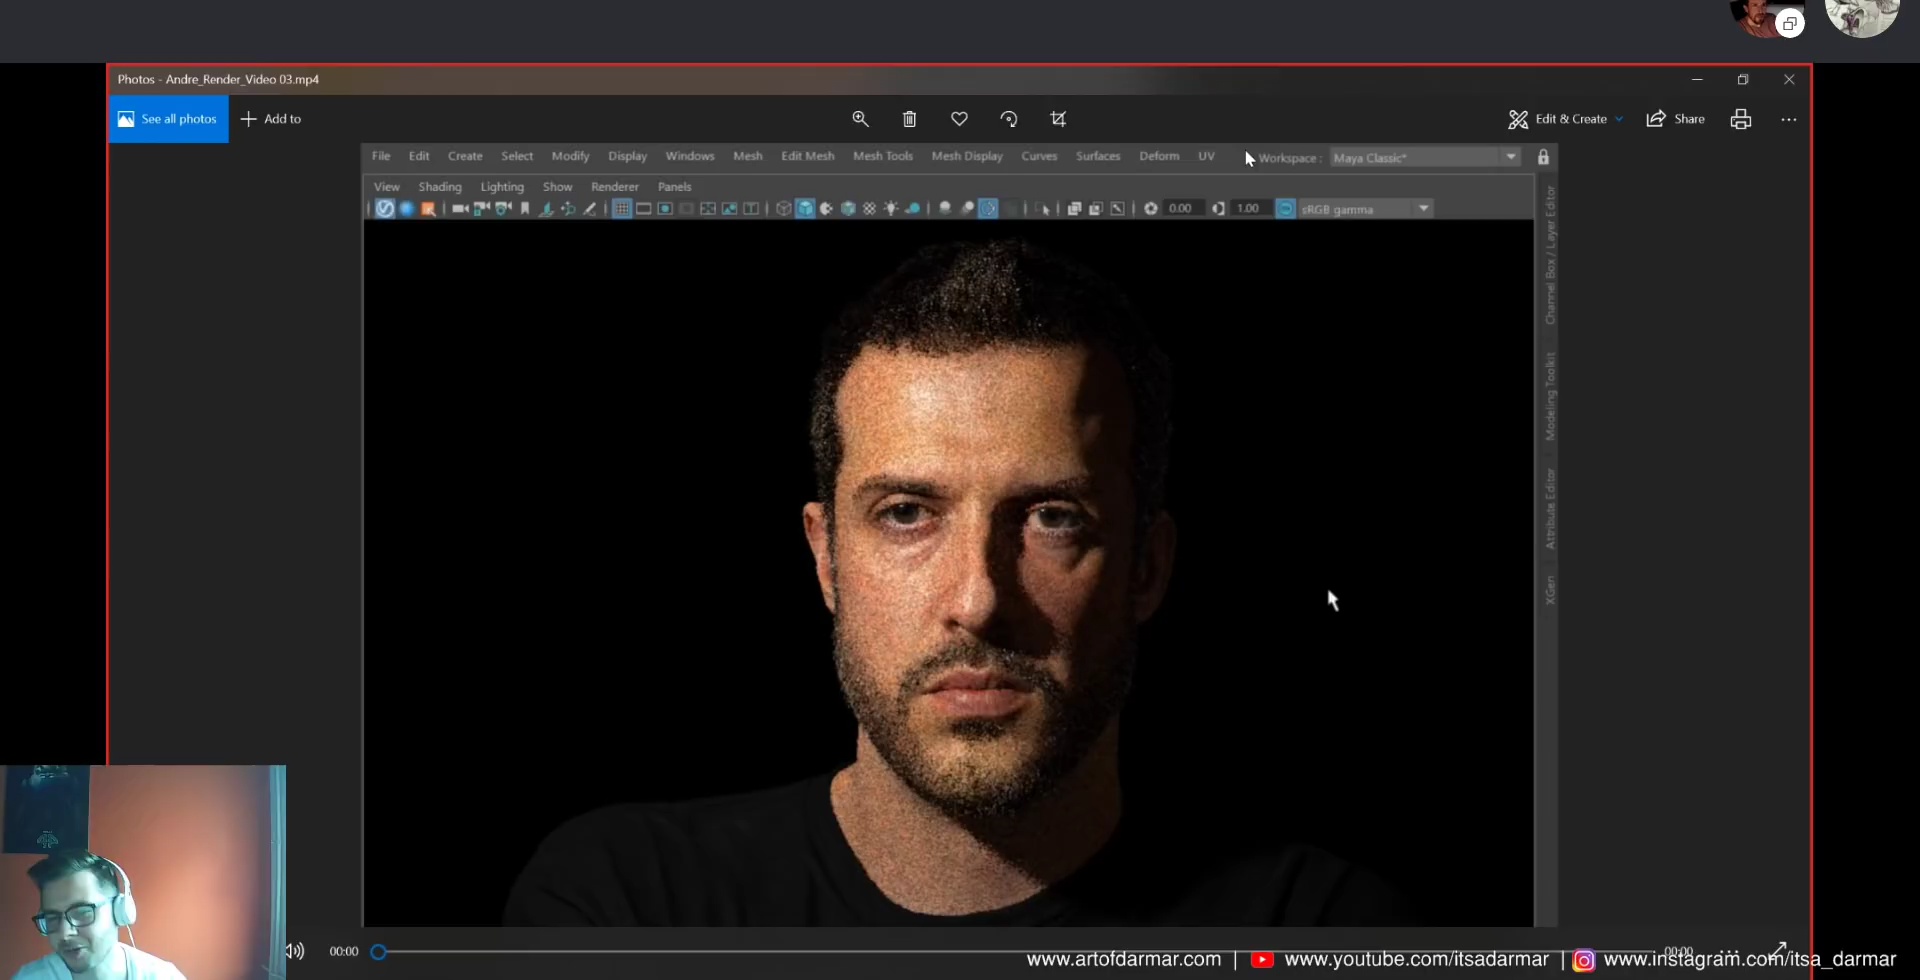 Photos - Andre_Render_Video 03.mp4
See all photos
Add to
Edit & Create
Share
File Edit Create Select Modify Display Windows Mesh Edit Mesh Mesh Tools Mesh Display Curves Surfaces Deform UV Workspace : Maya Classic*
View Shading Lighting Show Renderer Panels
0.00 1.00 sRGB gamma
Channel Box / Layer Editor
Modeling Toolkit
Attribute Editor
XGen
00:00 00:00
www.artofdarmar.com | www.youtube.com/itsadarmar | www.instagram.com/itsa_darmar